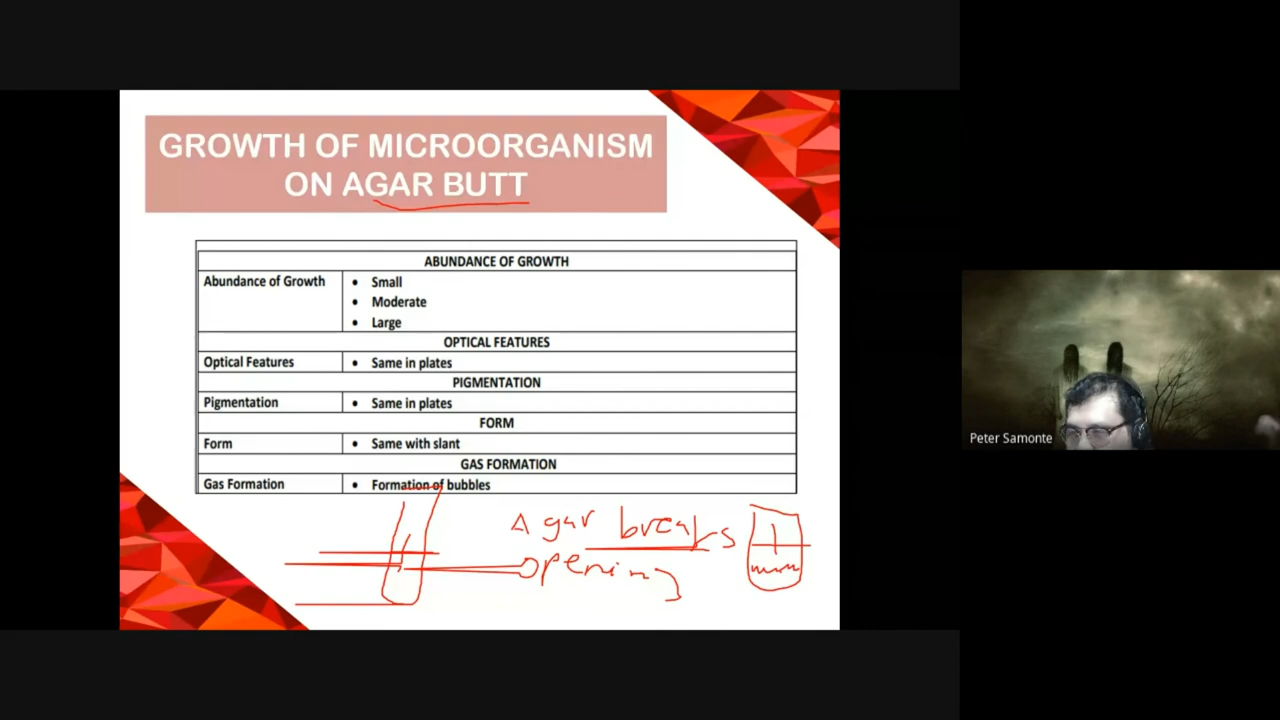 GROWTH OF MICROORGANISM
ON AGAR BUTT
ABUNDANCE OF GROWTH
Abundance of Growth
• Small
• Moderate
• Large
OPTICAL FEATURES
Optical Features
• Same in plates
PIGMENTATION
Pigmentation
• Same in plates
FORM
Form
• Same with slant
GAS FORMATION
Gas Formation
• Formation of bubbles
Agar breaks
opening
Peter Samonte